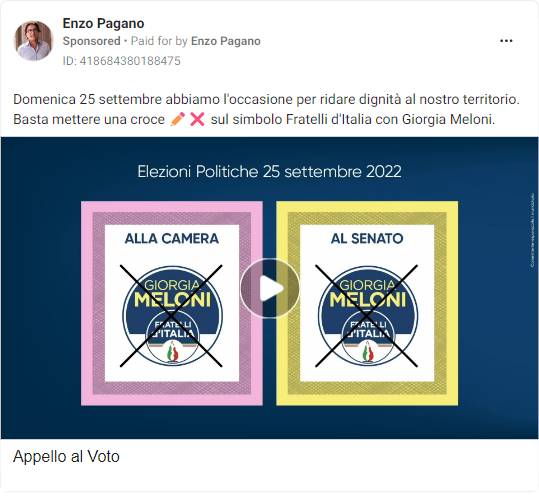 Enzo Pagano
Sponsored • Paid for by Enzo Pagano
ID: 418684380188475
Domenica 25 settembre abbiamo l'occasione per ridare dignità al nostro territorio.
Basta mettere una croce sul simbolo Fratelli d'Italia con Giorgia Meloni.
Elezioni Politiche 25 settembre 2022
ALLA CAMERA
GIORGIA
MELONI
FRATELLI
d'ITALIA
AL SENATO
GIORGIA
MELONI
FRATELLI
d'ITALIA
Appello al Voto